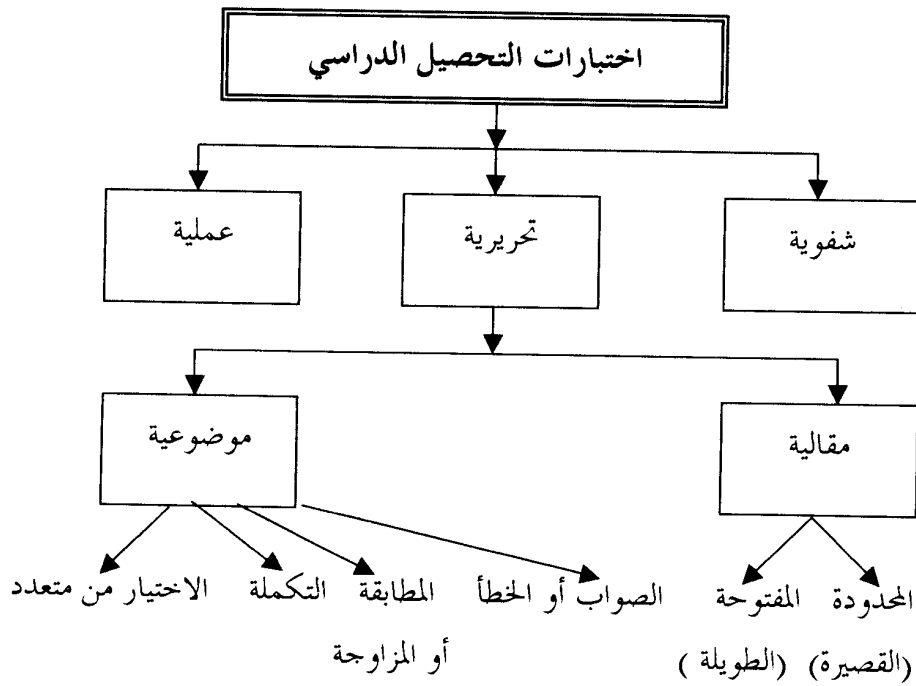 اختبارات التحصيل الدراسي
شفوية
تحريرية
عملية
مقالية
موضوعية
المحدودة المفتوحة الصواب أو الخطأ المطابقة التكملة الاختيار من متعدد
(القصيرة) (الطويلة ) أو المزاوجة